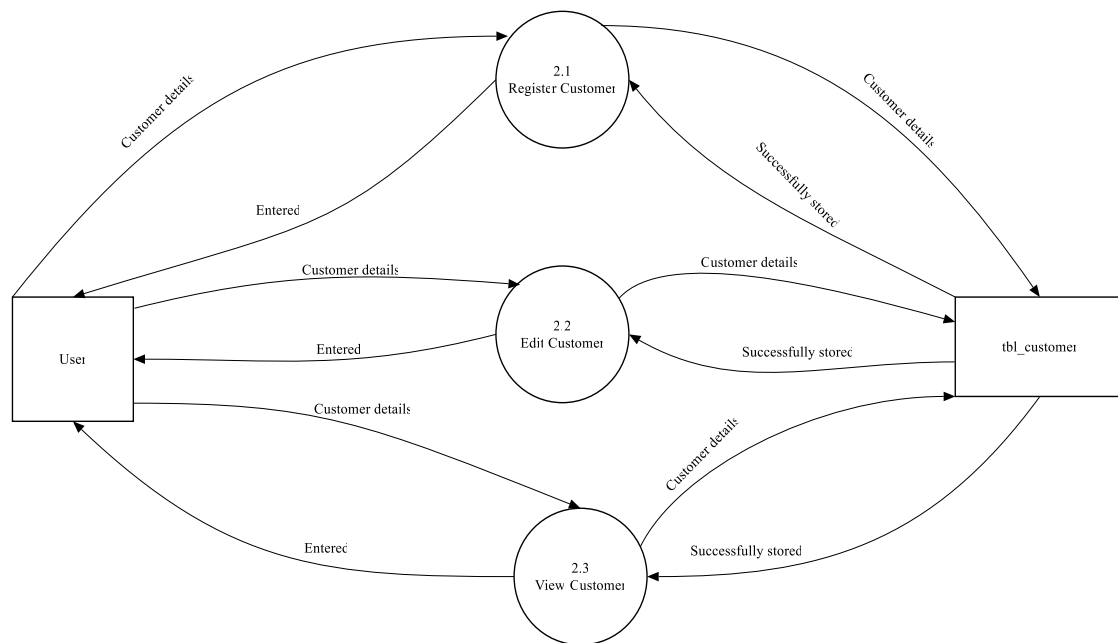 2.1
Register Customer
Customer details
Customer details
Successfully stored
Entered
Customer details
Customer details
2.2
Edit Customer
User
Entered
Successfully stored
tbl_customer
Customer details
Customer details
Entered
Successfully stored
2.3
View Customer